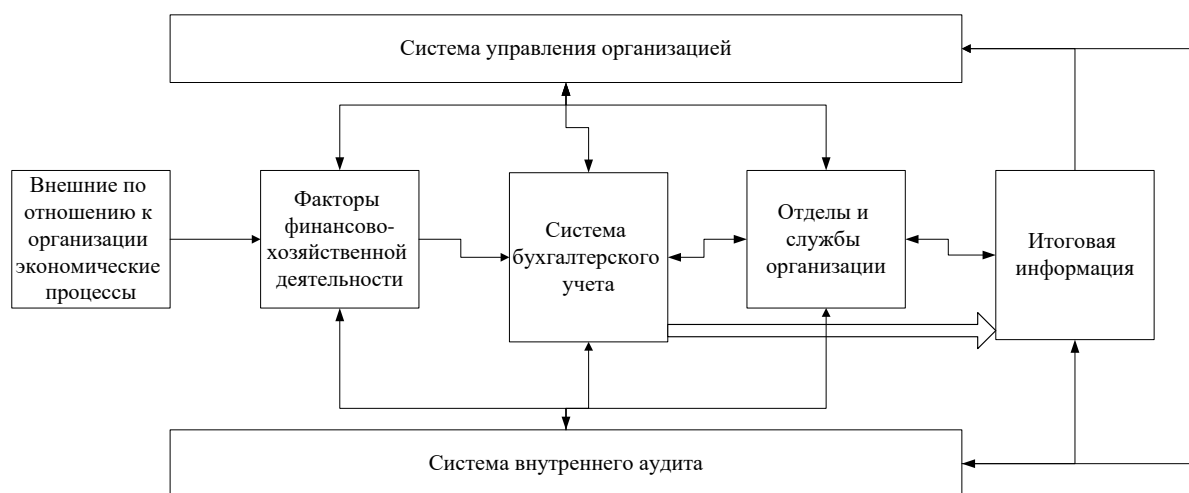 Система управления организацией
Внешние по
отношению к
организации
экономические
процессы
Факторы
финансово-
хозяйственной
деятельности
Система
бухгалтерского
учета
Отделы и
службы
организации
Итоговая
информация
Система внутреннего аудита